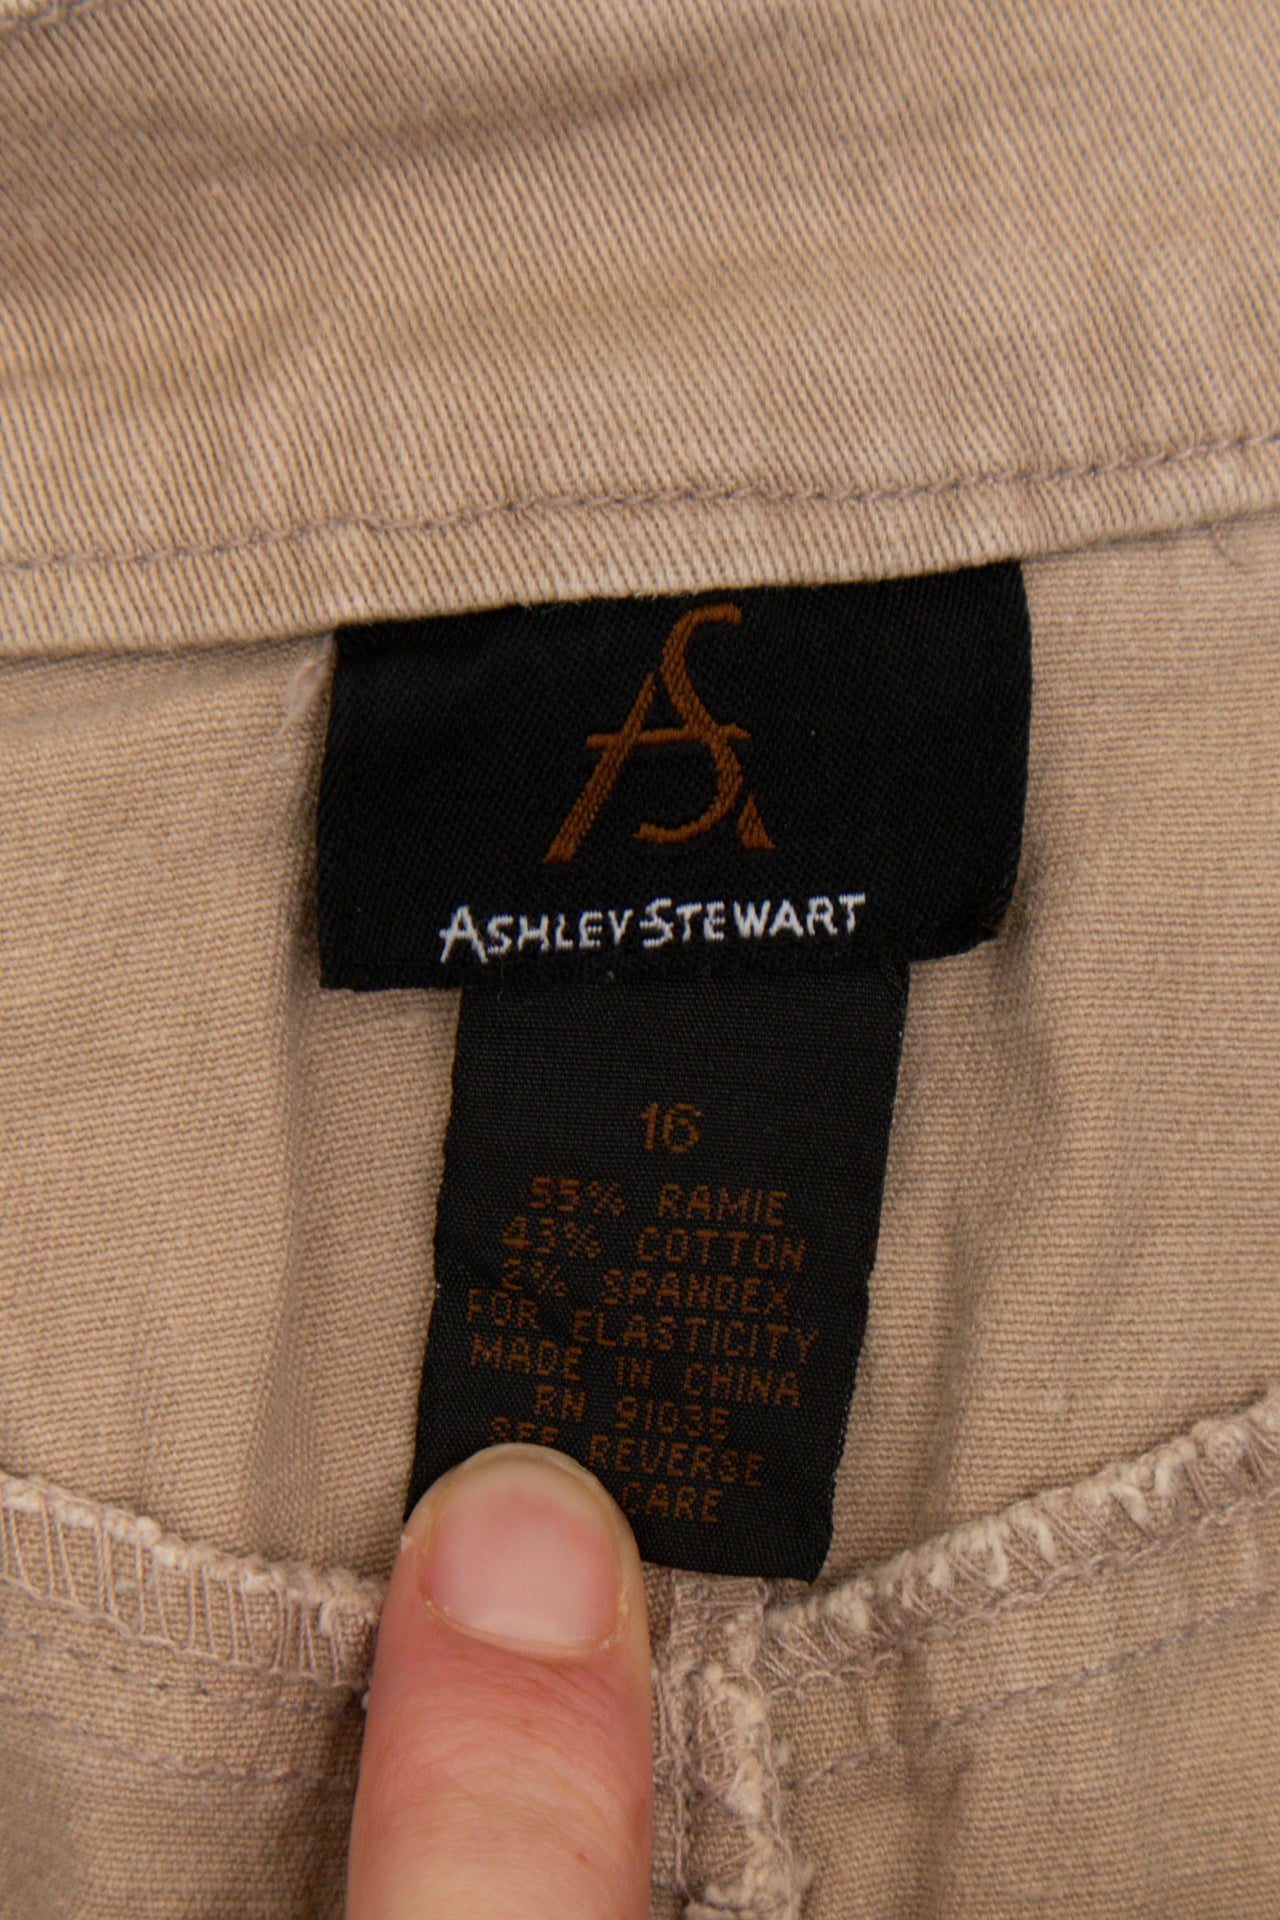 AS
ASHLEY STEWART
16
55% RAMIE
43% COTTON
2% SPANDEX
FOR ELASTICITY
MADE IN CHINA
RN 91035
SEE REVERSE
CARE